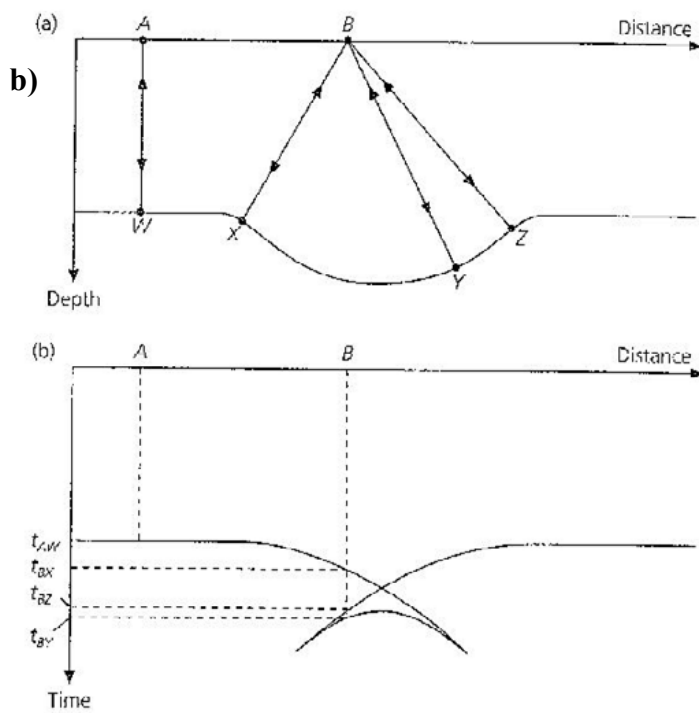 (a)
A
B
Distance
b)
W
X
Y
Z
Depth
(b)
A
B
Distance
t_AW
t_BX
t_BZ
t_BY
Time